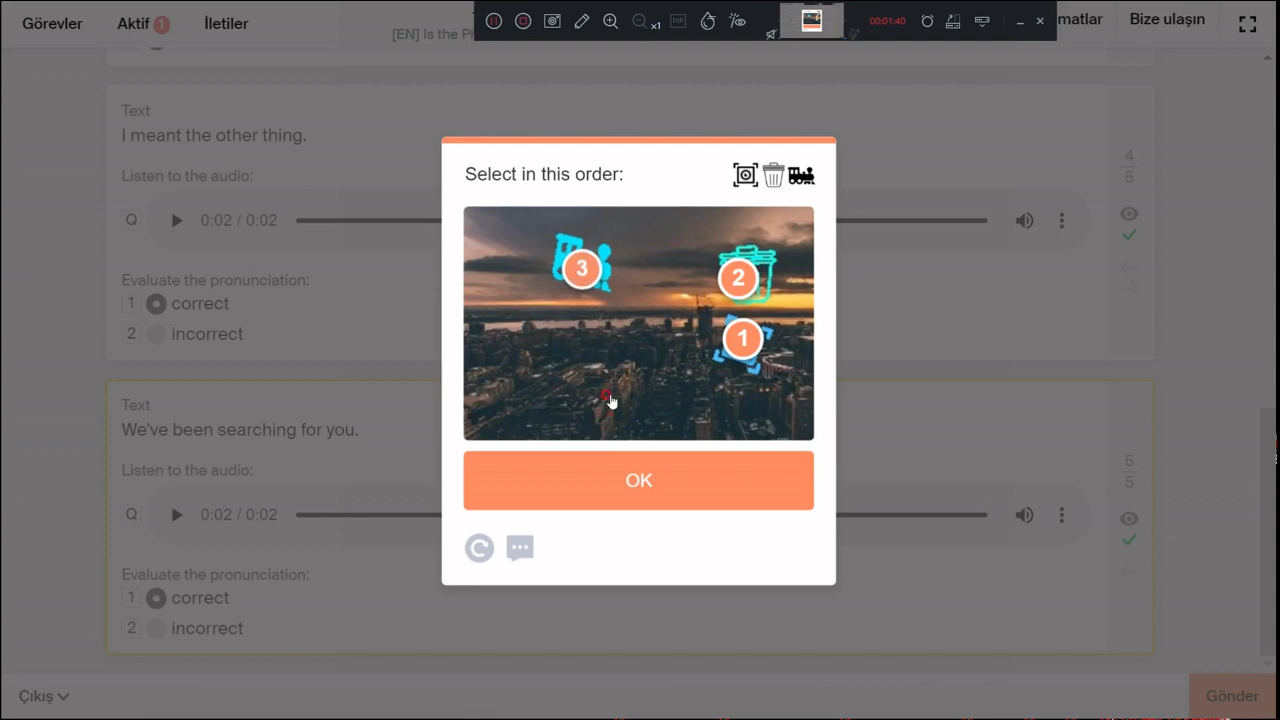 Görevler
Aktif 1
İletiler
x1
PIP
00:01:40
matlar
Bize ulaşın
[EN] Is the Ph
Text
I meant the other thing.
Listen to the audio:
Q
0:02 / 0:02
4
5
Evaluate the pronunciation:
1 correct
2 incorrect
Select in this order:
3
2
1
OK
Text
We've been searching for you.
Listen to the audio:
Q
0:02 / 0:02
5
5
Evaluate the pronunciation:
1 correct
2 incorrect
Çıkış
Gönder